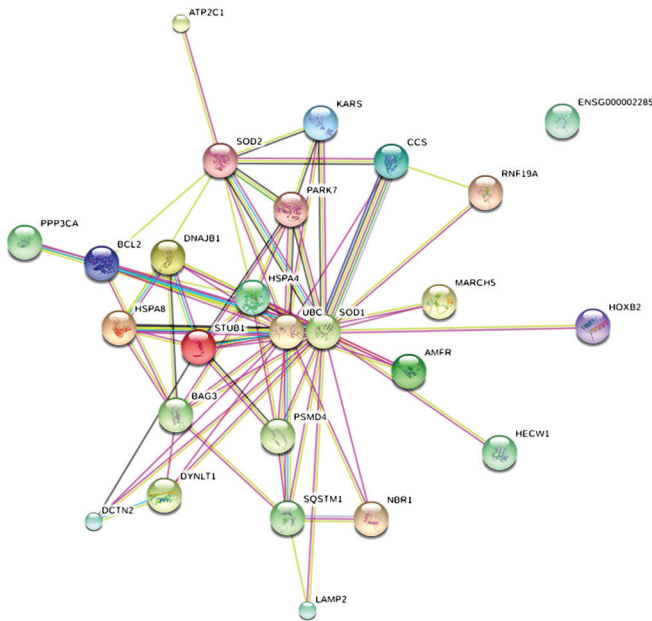 ATP2C1
KARS
ENSG000002285
SOD2
CCS
RNF19A
PARK7
PPP3CA
BCL2
DNAJB1
HSPA4
MARCH5
HSPA8
STUB1
UBC
SOD1
HOXB2
AMFR
BAG3
PSMD4
HECW1
DYNLT1
DCTN2
SQSTM1
NBR1
LAMP2